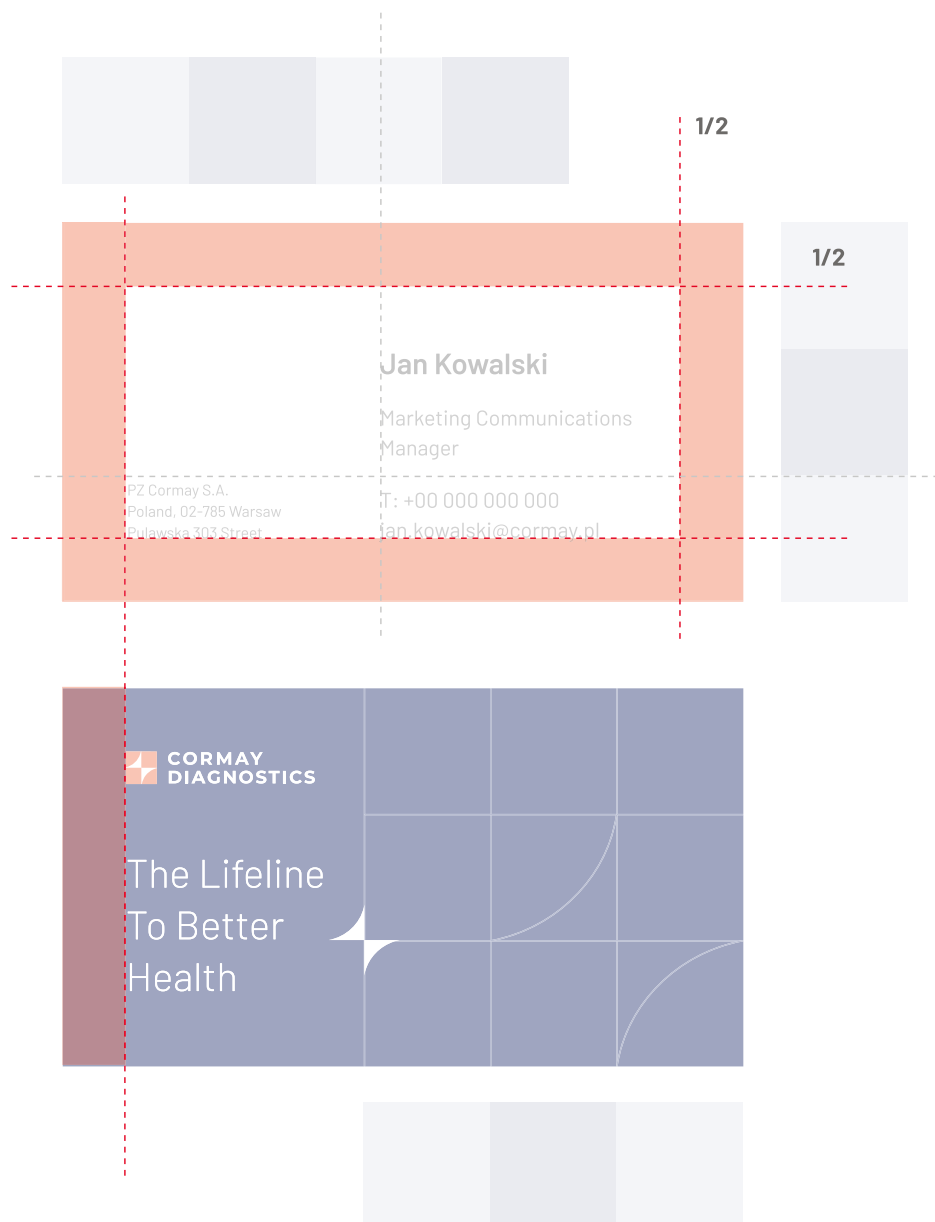 1/2
1/2
Jan Kowalski
Marketing Communications
Manager
PZ Cormay S.A.
Poland, 02-785 Warsaw
Pulawska 303 Street
T: +00 000 000 000
jan.kowalski@cormay.pl
CORMAY
DIAGNOSTICS
The Lifeline
To Better
Health